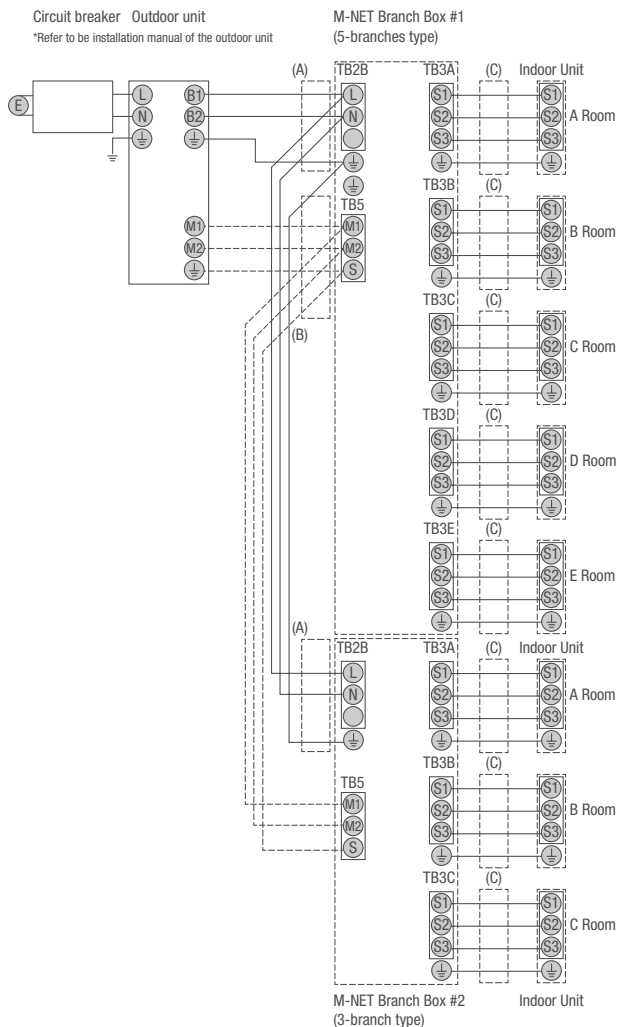 Circuit breaker Outdoor unit
*Refer to be installation manual of the outdoor unit
M-NET Branch Box #1
(5-branches type)
(A) TB2B TB3A (C) Indoor Unit
E
L B1 L S1 S1
N B2 N S2 S2 A Room
S3 S3
TB3B (C)
TB5
S1 S1
M1 M1 S2 S2 B Room
M2 M2 S3 S3
S
TB3C (C)
(B)
S1 S1
S2 S2 C Room
S3 S3
TB3D (C)
S1 S1
S2 S2 D Room
S3 S3
TB3E (C)
S1 S1
S2 S2 E Room
S3 S3
(A)
TB2B TB3A (C) Indoor Unit
L S1 S1
N S2 S2 A Room
S3 S3
TB3B (C)
TB5
S1 S1
M1 S2 S2 B Room
M2 S3 S3
S
TB3C (C)
S1 S1
S2 S2 C Room
S3 S3
M-NET Branch Box #2 Indoor Unit
(3-branch type)